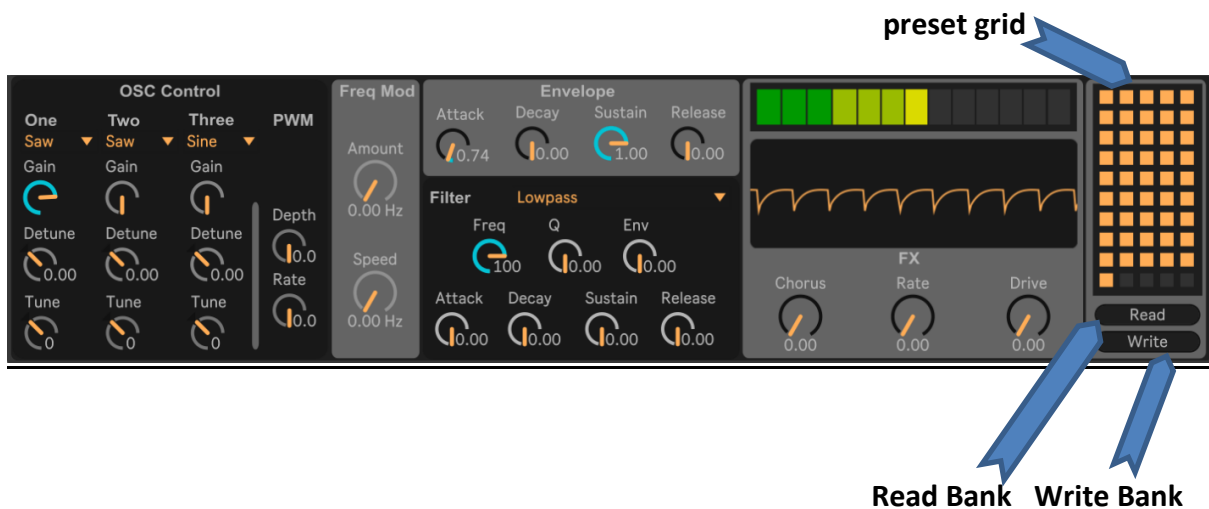 preset grid
OSC Control
One Two Three PWM
Saw Saw Sine
Gain Gain Gain
Detune Detune Detune Depth
0.00 0.00 0.00 0.0
Rate
Tune Tune Tune
0 0 0 0.0
Freq Mod
Amount
0.00 Hz
Speed
0.00 Hz
Envelope
Attack Decay Sustain Release
0.74 0.00 1.00 0.00
Filter Lowpass
Freq Q Env
100 0.00 0.00
Attack Decay Sustain Release
0.00 0.00 0.00 0.00
FX
Chorus Rate Drive
0.00 0.00 0.00
Read
Write
Read Bank Write Bank